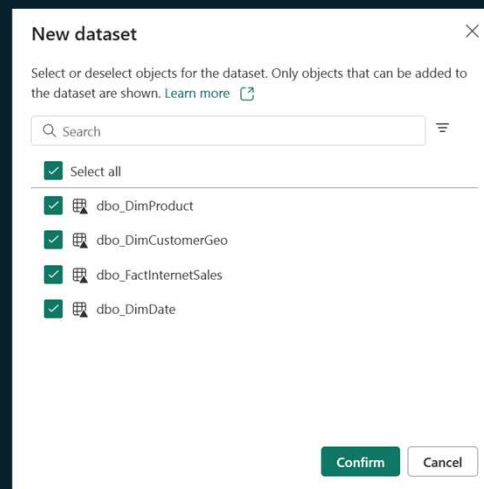 New dataset
Select or deselect objects for the dataset. Only objects that can be added to
the dataset are shown. Learn more
Search
Select all
dbo_DimProduct
dbo_DimCustomerGeo
dbo_FactInternetSales
dbo_DimDate
Confirm Cancel